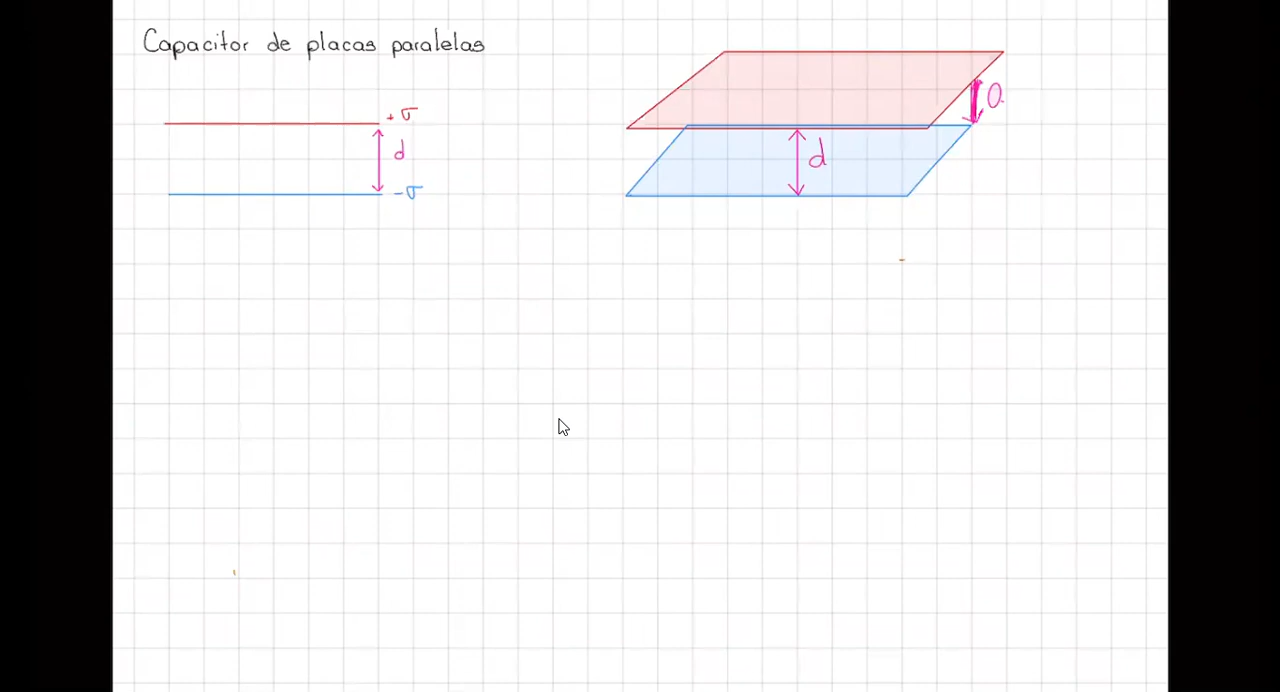 Capacitor de placas paralelas
+σ
d
-σ
d